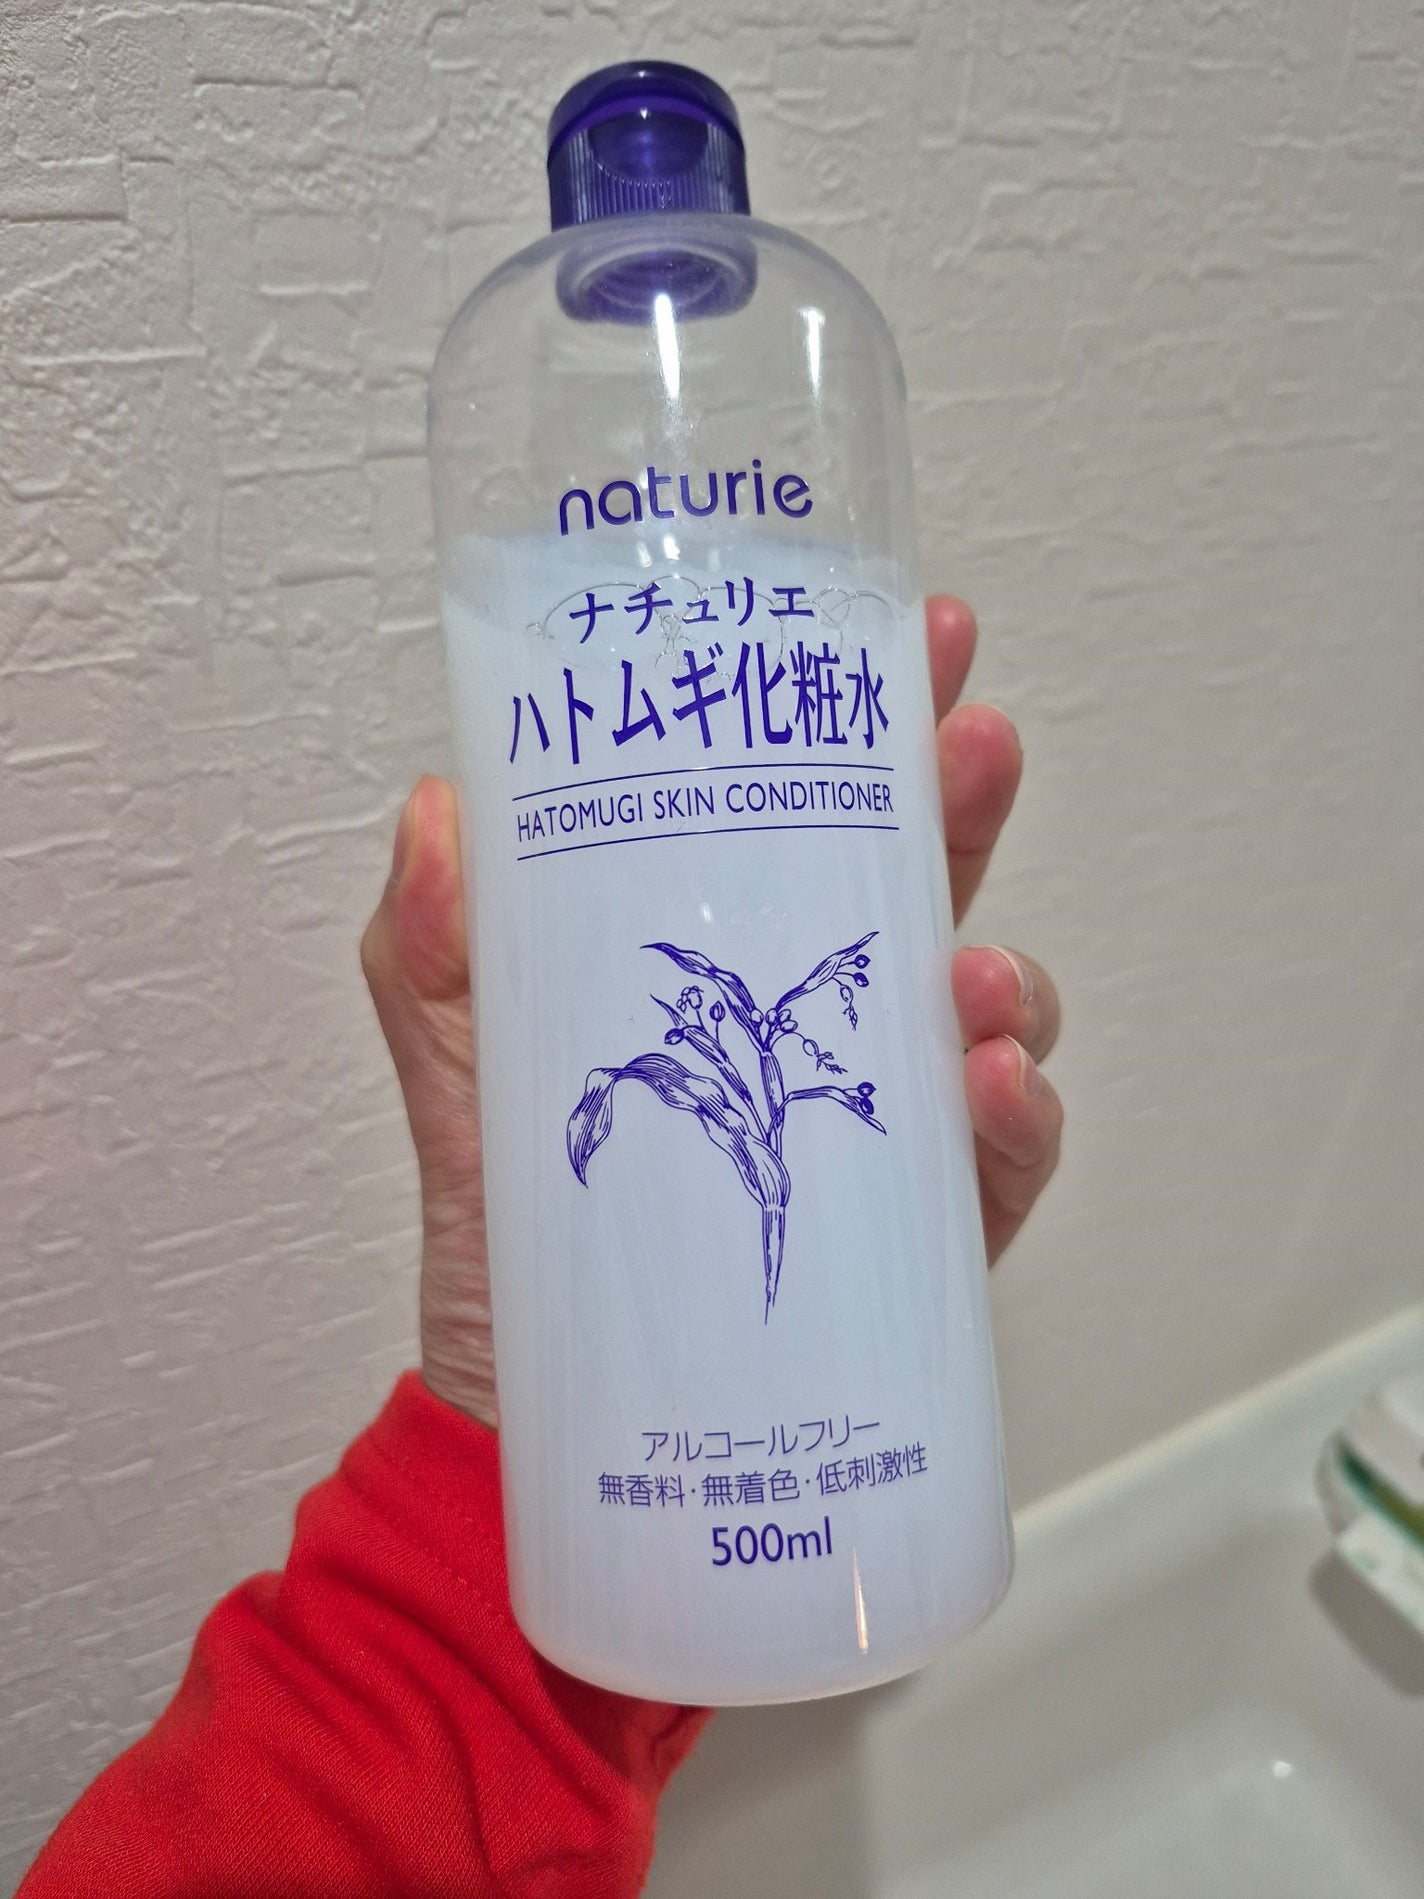 naturie
ナチュリエ
ハトムギ化粧水
HATOMUGI SKIN CONDITIONER
アルコールフリー
無香料・無着色・低刺激性
500ml